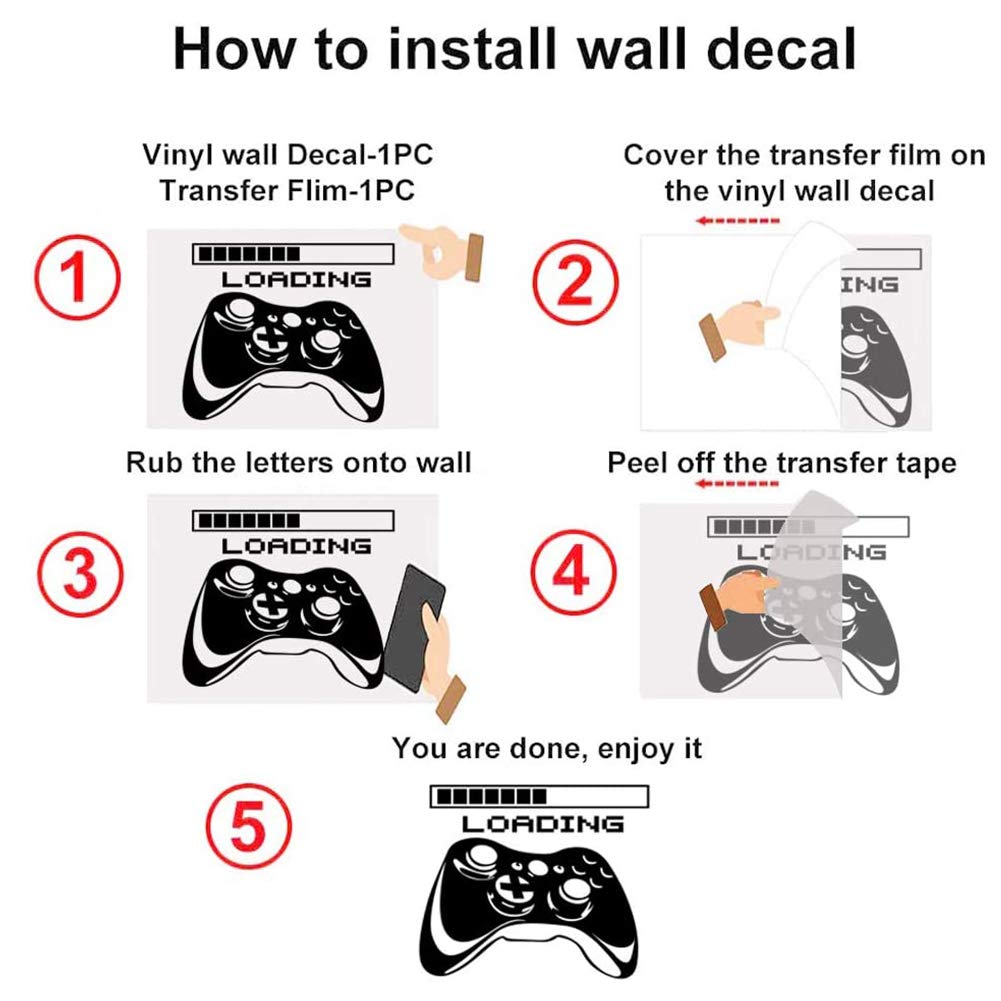 How to install wall decal
Vinyl wall Decal-1PC
Transfer Flim-1PC
1
LOADING
Cover the transfer film on
the vinyl wall decal
2
ING
Rub the letters onto wall
3
LOADING
Peel off the transfer tape
4
LOADING
You are done, enjoy it
5
LOADING